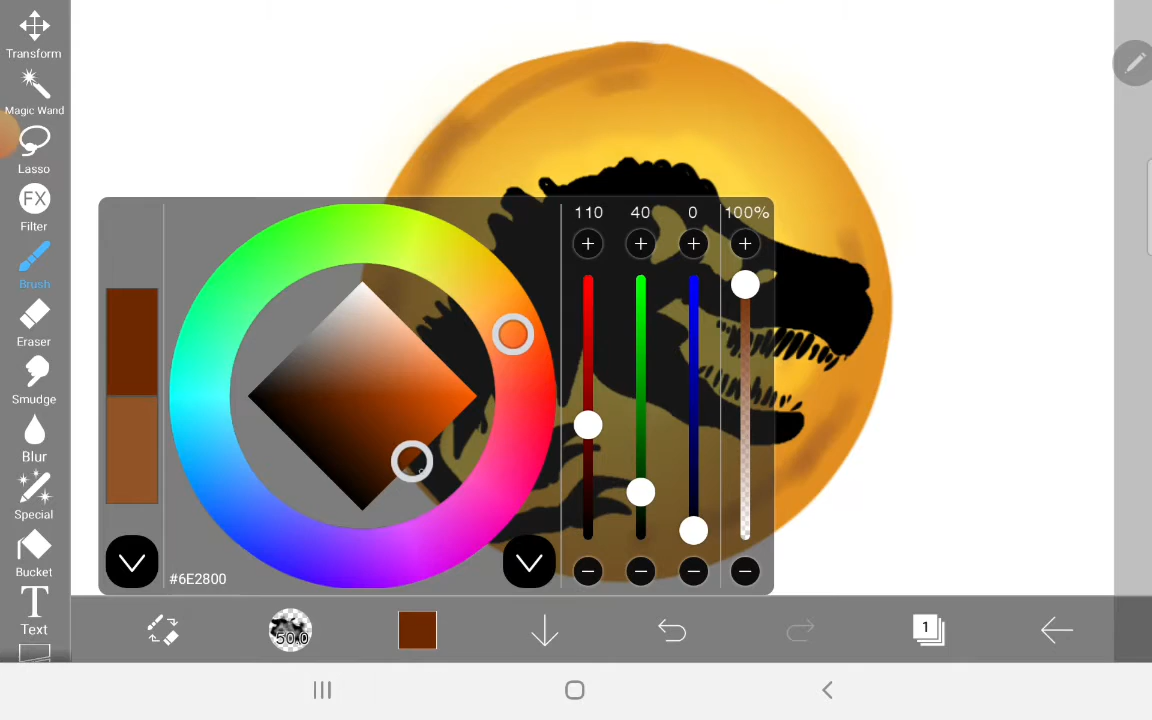 Transform
Magic Wand
Lasso
FX
Filter
Brush
Eraser
Smudge
Blur
Special
Bucket
T
Text
110 40 0 100%
#6E2800
50.0
1